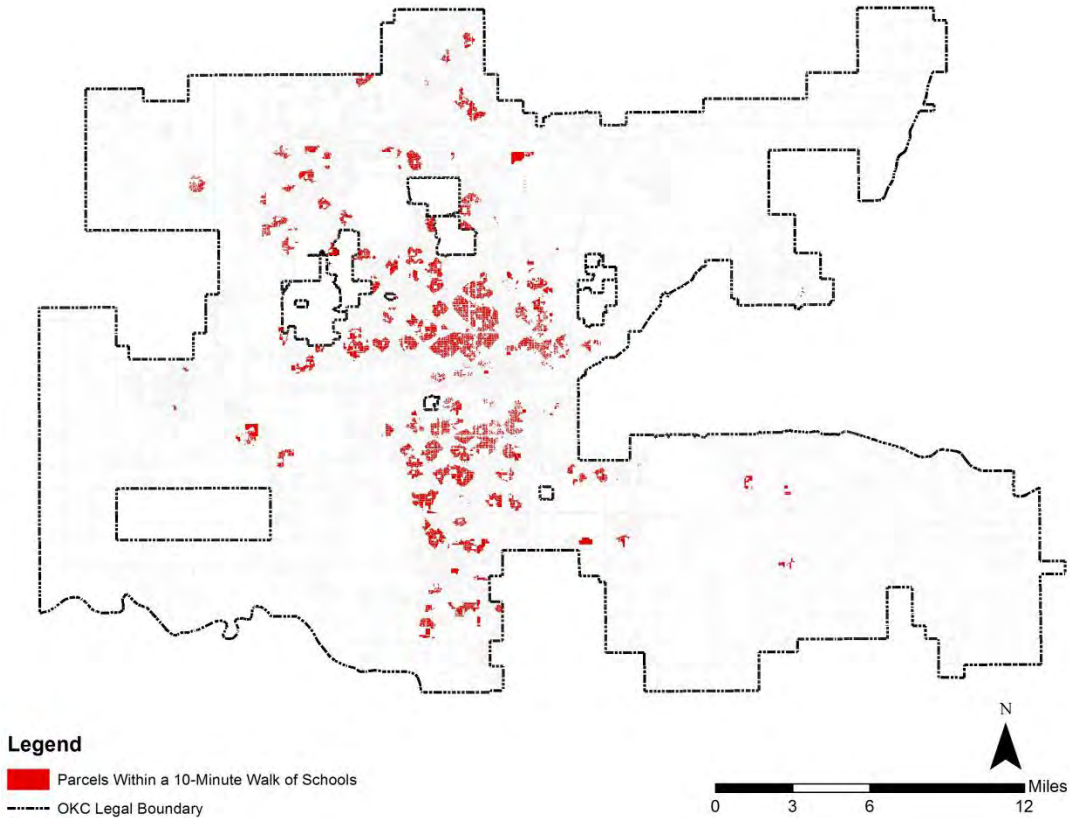 Legend
Parcels Within a 10-Minute Walk of Schools
OKC Legal Boundary
N
Miles
0 3 6 12